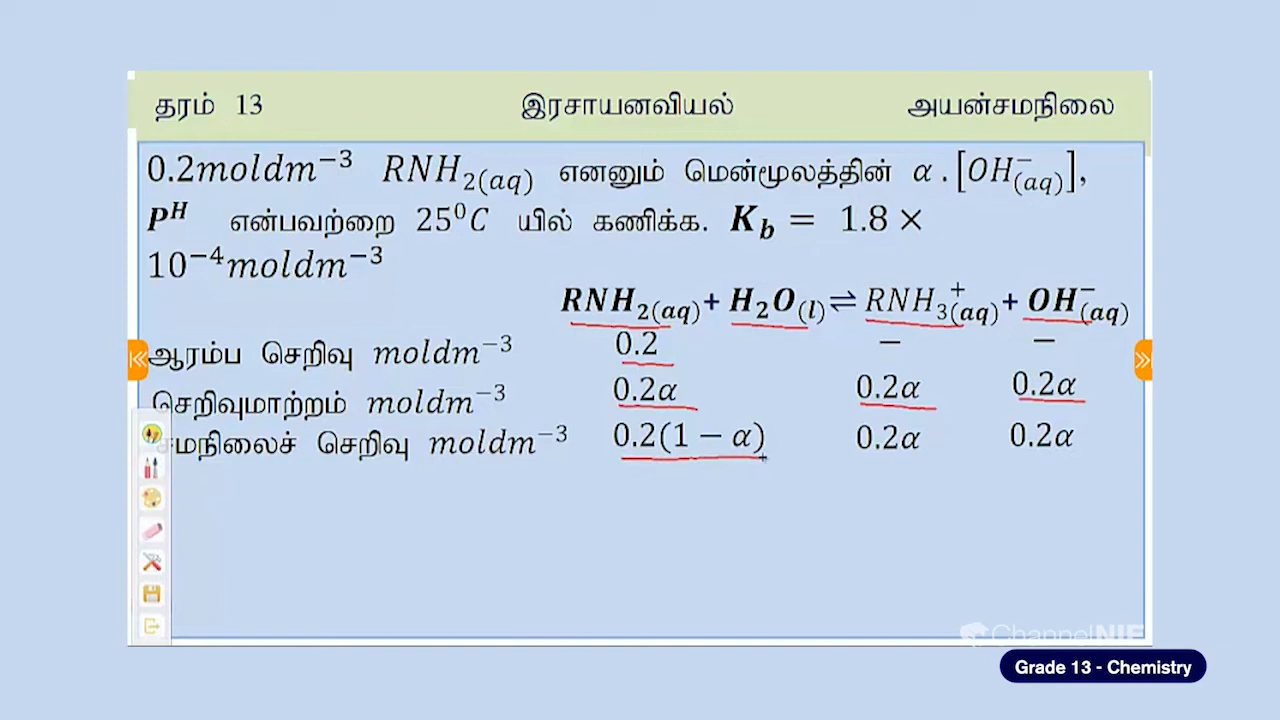 தரம் 13 இரசாயனவியல் அயன்சமநிலை
0.2moldm⁻³ RNH₂(aq) எனனும் மென்மூலத்தின் α . [OH⁻(aq)],
Pᴴ என்பவற்றை 25⁰C யில் கணிக்க. K_b = 1.8 ×
10⁻⁴moldm⁻³
RNH₂(aq) + H₂O(l) ⇌ RNH₃⁺(aq) + OH⁻(aq)
ஆரம்ப செறிவு moldm⁻³ 0.2 − −
செறிவுமாற்றம் moldm⁻³ 0.2α 0.2α 0.2α
சமநிலைச் செறிவு moldm⁻³ 0.2(1 − α) 0.2α 0.2α
Channel NIE
Grade 13 - Chemistry